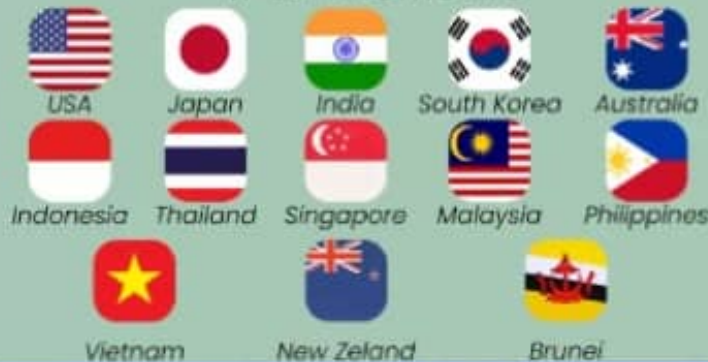 USA Japan India South Korea Australia
Indonesia Thailand Singapore Malaysia Philippines
Vietnam New Zeland Brunei